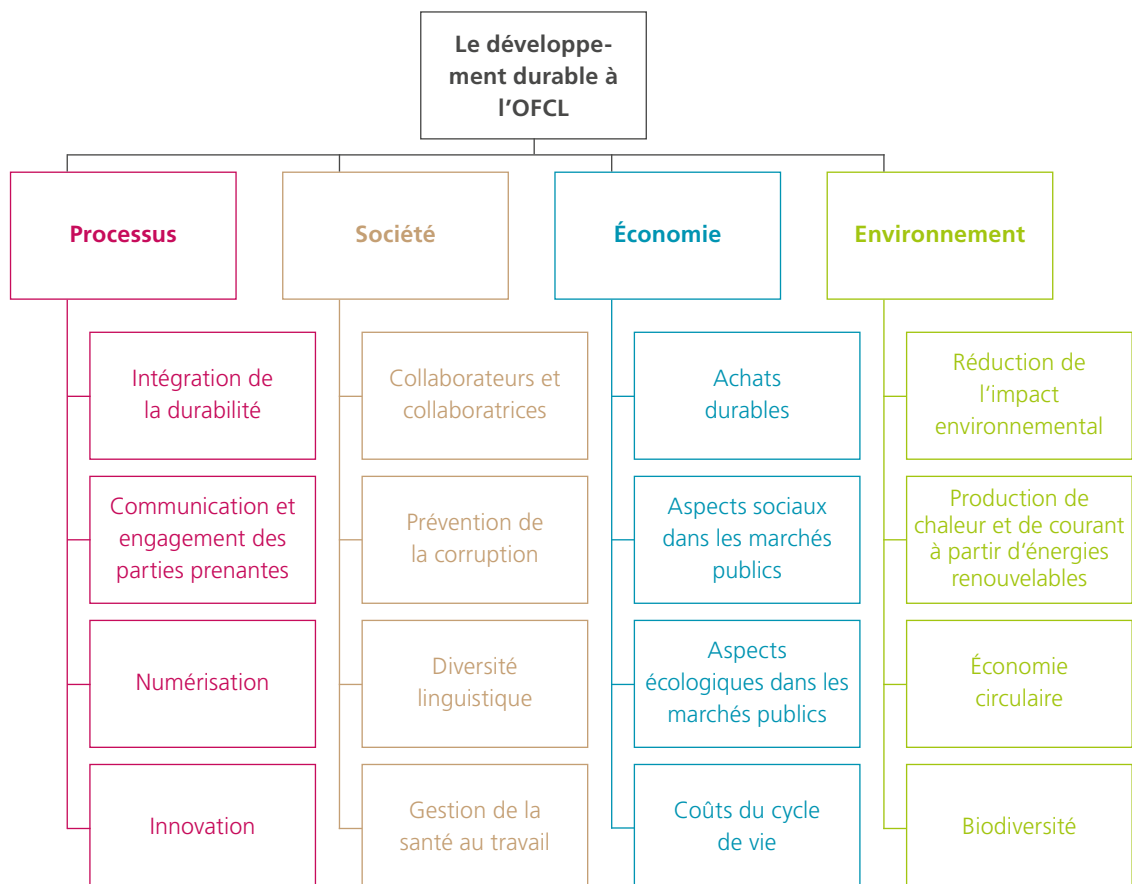 Le développe-
ment durable à
l’OFCL
Processus
Société
Économie
Environnement
Intégration de
la durabilité
Communication et
engagement des
parties prenantes
Numérisation
Innovation
Collaborateurs et
collaboratrices
Prévention de
la corruption
Diversité
linguistique
Gestion de la
santé au travail
Achats
durables
Aspects sociaux
dans les marchés
publics
Aspects
écologiques dans les
marchés publics
Coûts du cycle
de vie
Réduction de
l‘impact
environnemental
Production de
chaleur et de courant
à partir d‘énergies
renouvelables
Économie
circulaire
Biodiversité